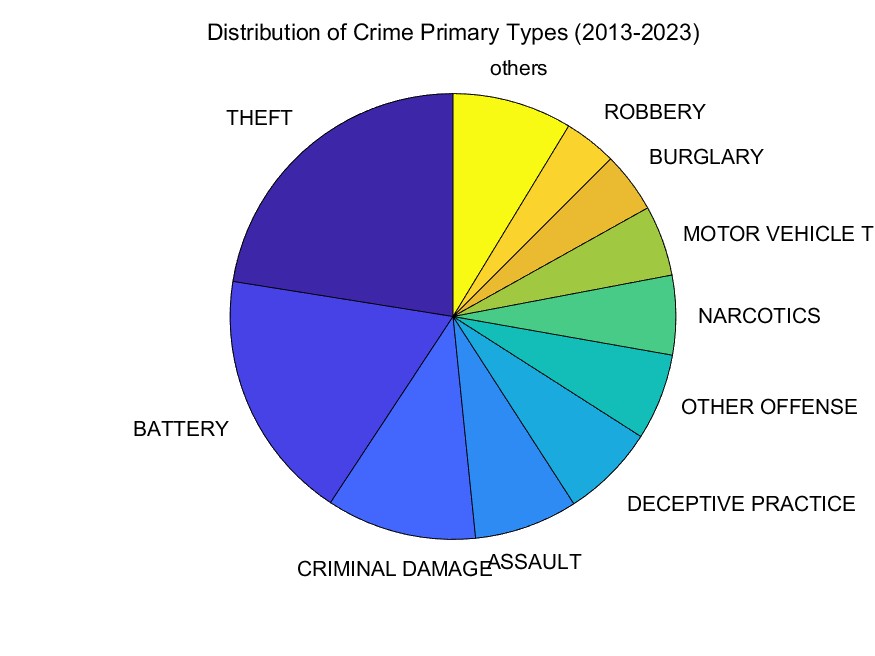 Distribution of Crime Primary Types (2013-2023)
others
THEFT
ROBBERY
BURGLARY
MOTOR VEHICLE T
NARCOTICS
OTHER OFFENSE
BATTERY
DECEPTIVE PRACTICE
CRIMINAL DAMAGE
ASSAULT